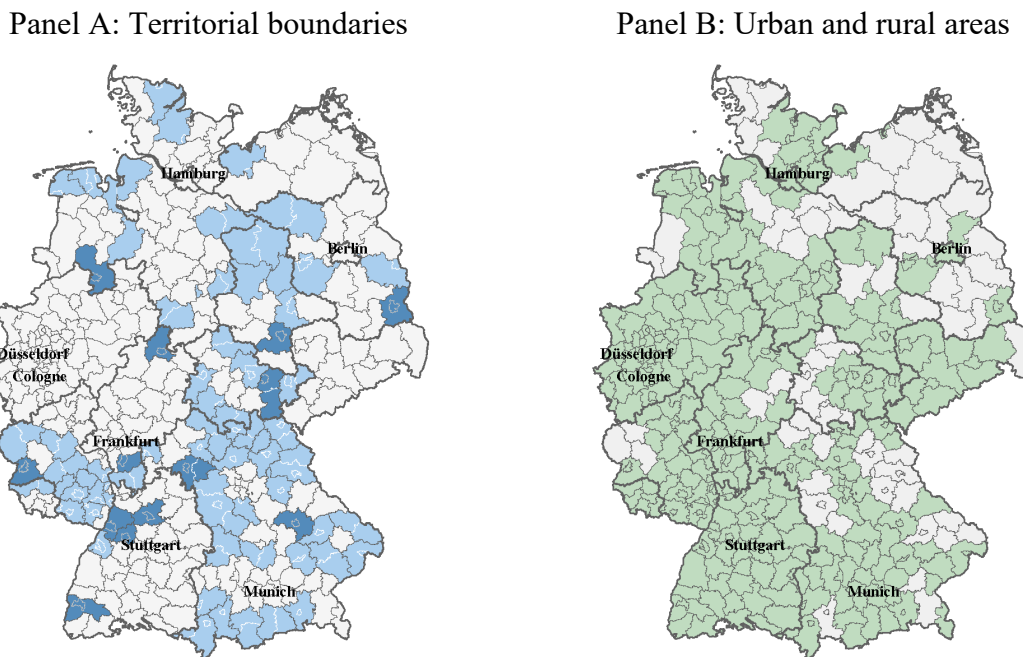 Panel A: Territorial boundaries
Panel B: Urban and rural areas
Hamburg
Berlin
Düsseldorf
Cologne
Frankfurt
Stuttgart
Munich
Hamburg
Berlin
Düsseldorf
Cologne
Frankfurt
Stuttgart
Munich